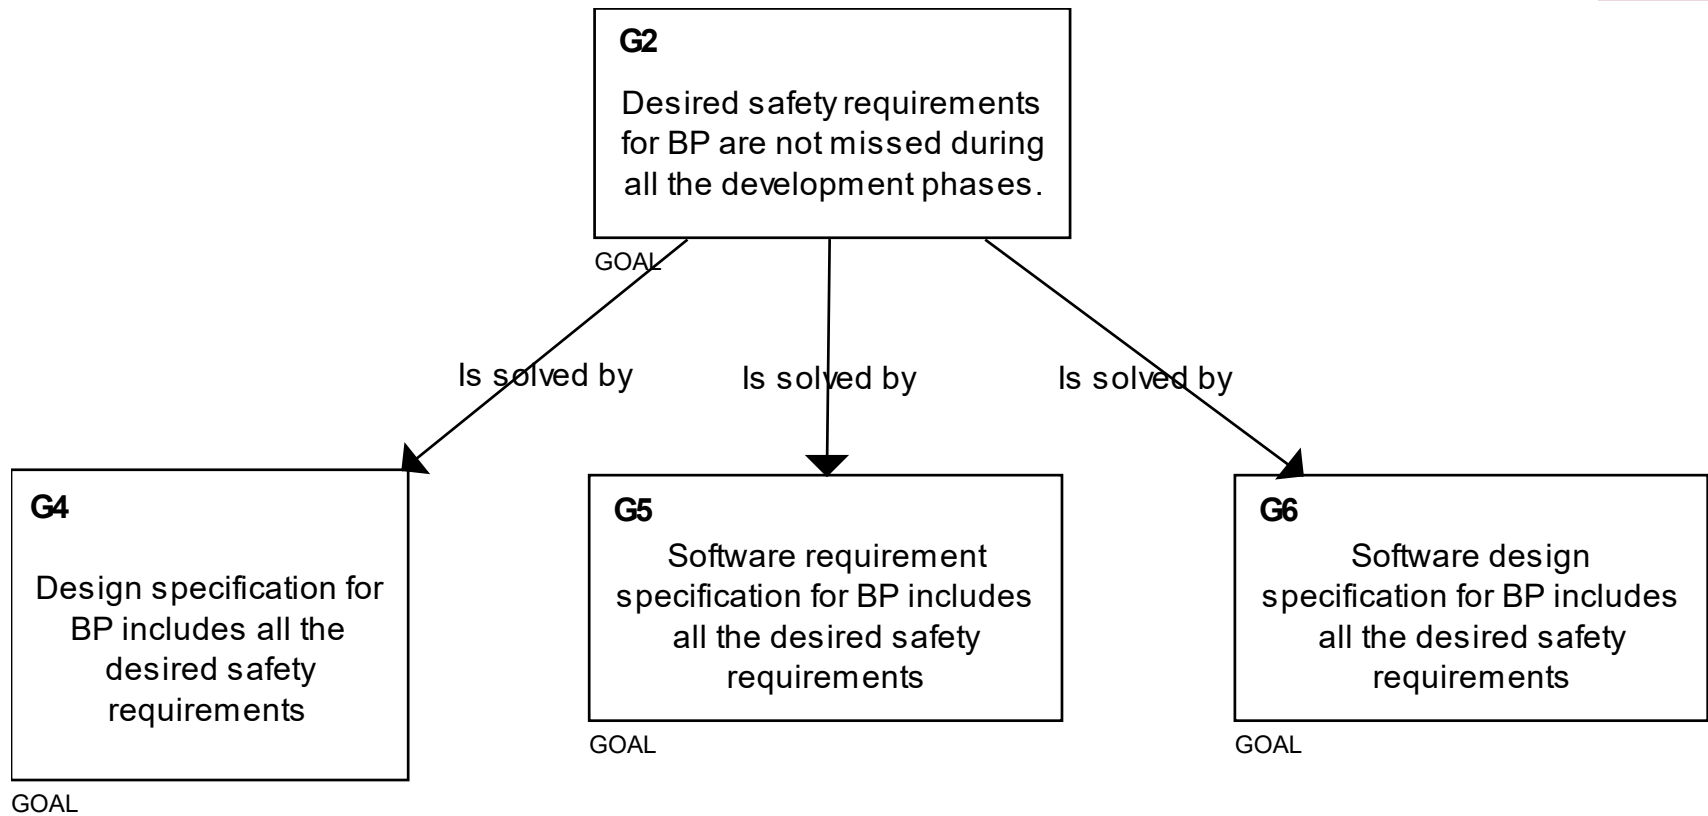 G2
Desired safety requirements
for BP are not missed during
all the development phases.
GOAL
Is solved by
Is solved by
Is solved by
G4
Design specification for
BP includes all the
desired safety
requirements
GOAL
G5
Software requirement
specification for BP includes
all the desired safety
requirements
GOAL
G6
Software design
specification for BP includes
all the desired safety
requirements
GOAL